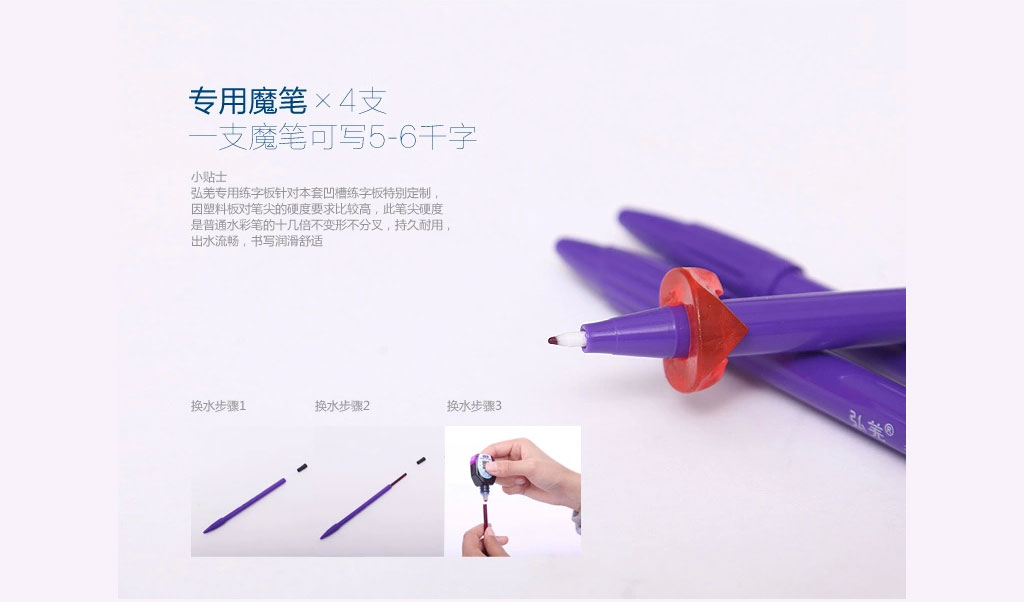 专用魔笔×4支
一支魔笔可写5-6千字
小贴士
弘羌专用练字板针对本套凹槽练字板特别定制，
因塑料板对笔尖的硬度要求比较高，此笔尖硬度
是普通水彩笔的十几倍不变形不分叉，持久耐用，
出水流畅，书写润滑舒适
弘羌®
换水步骤1
换水步骤2
换水步骤3